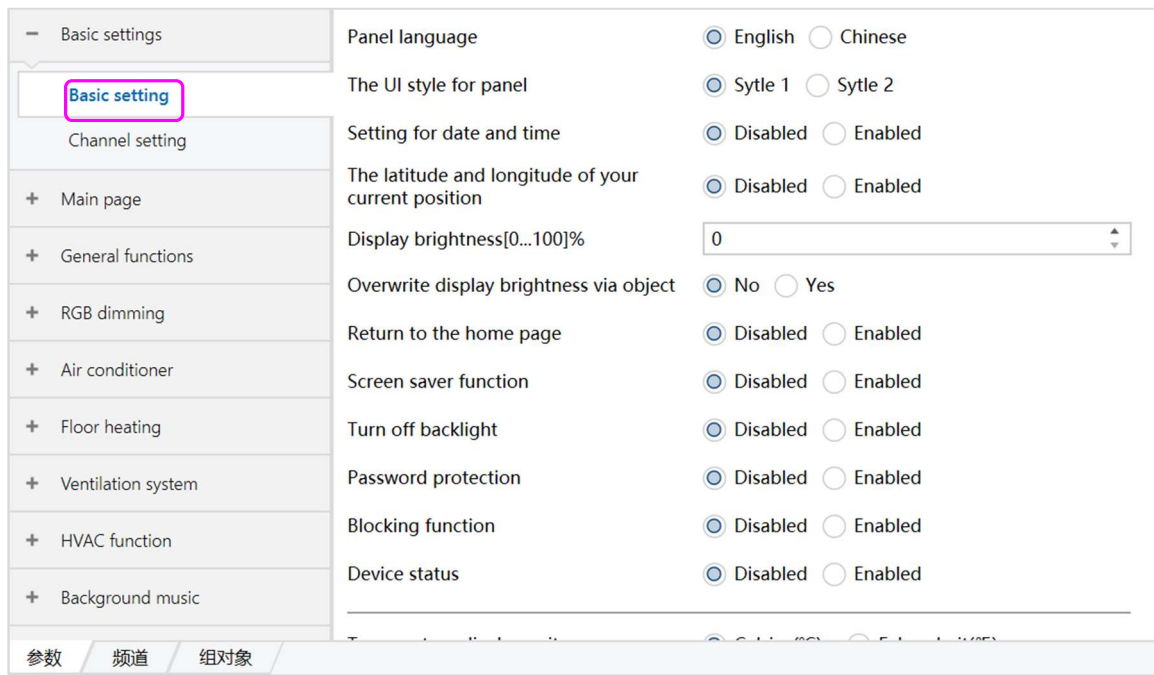 Basic settings
Basic setting
Channel setting
Main page
General functions
RGB dimming
Air conditioner
Floor heating
Ventilation system
HVAC function
Background music
Panel language English Chinese
The UI style for panel Sytle 1 Sytle 2
Setting for date and time Disabled Enabled
The latitude and longitude of your
current position Disabled Enabled
Display brightness[0...100]% 0
Overwrite display brightness via object No Yes
Return to the home page Disabled Enabled
Screen saver function Disabled Enabled
Turn off backlight Disabled Enabled
Password protection Disabled Enabled
Blocking function Disabled Enabled
Device status Disabled Enabled
参数 频道 组对象